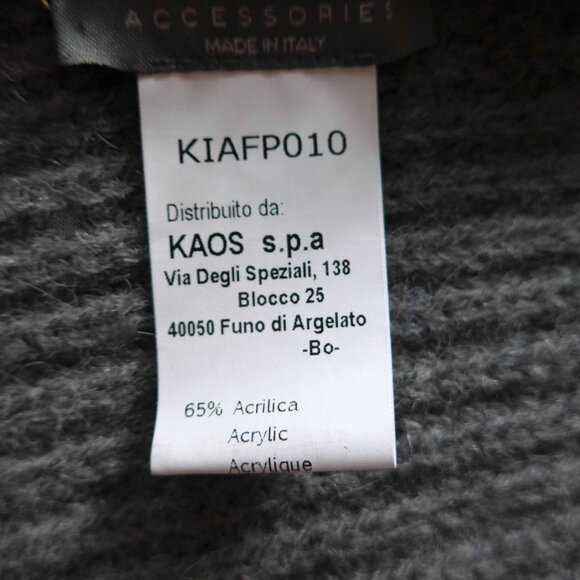 ACCESSORIES
MADE IN ITALY
KIAFP010
Distribuito da:
KAOS s.p.a
Via Degli Speziali, 138
Blocco 25
40050 Funo di Argelato
-Bo-
65% Acrilica
Acrylic
Acrylique